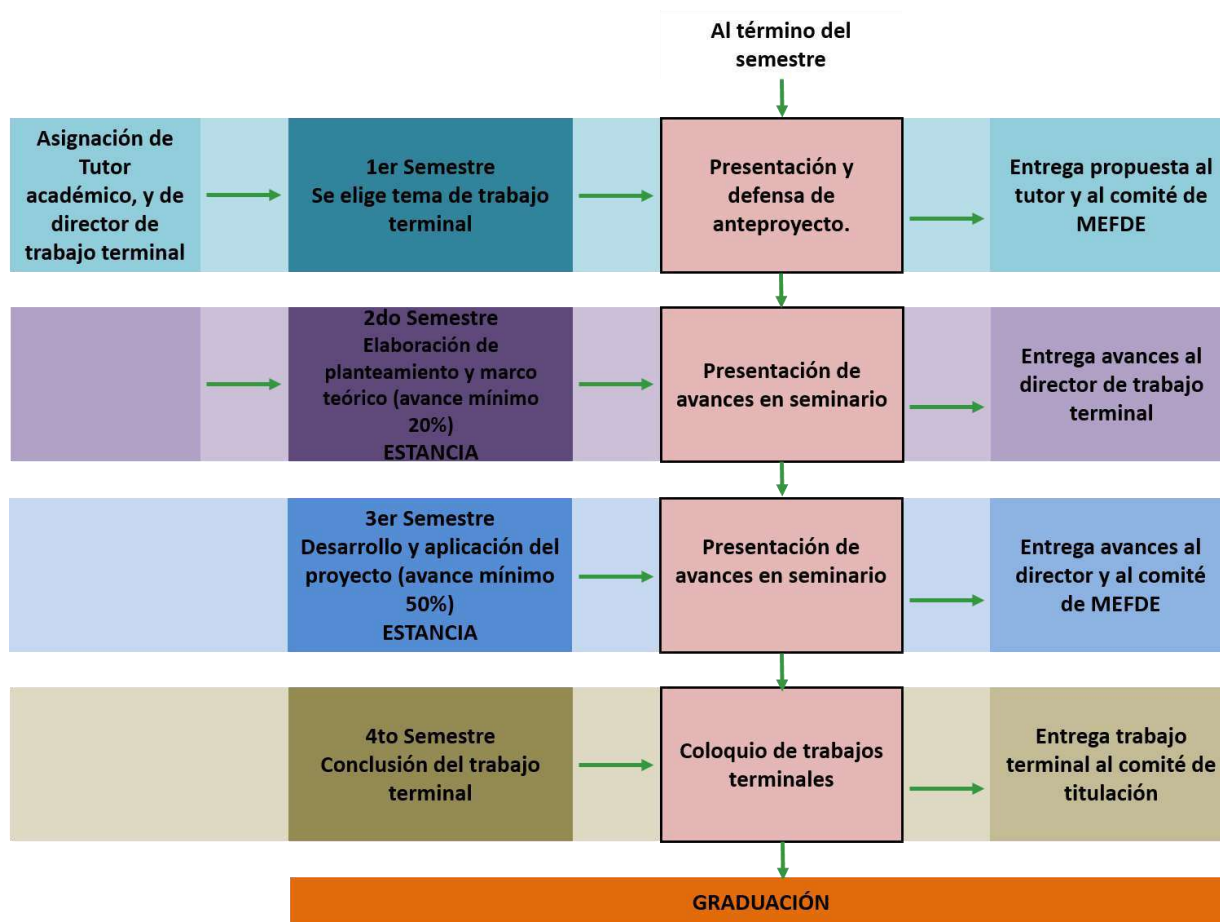 Al término del
semestre
Asignación de
Tutor
académico, y de
director de
trabajo terminal
1er Semestre
Se elige tema de trabajo
terminal
Presentación y
defensa de
anteproyecto.
Entrega propuesta al
tutor y al comité de
MEFDE
2do Semestre
Elaboración de
planteamiento y marco
teórico (avance mínimo
20%)
ESTANCIA
Presentación de
avances en seminario
Entrega avances al
director de trabajo
terminal
3er Semestre
Desarrollo y aplicación del
proyecto (avance mínimo
50%)
ESTANCIA
Presentación de
avances en seminario
Entrega avances al
director y al comité
de MEFDE
4to Semestre
Conclusión del trabajo
terminal
Coloquio de trabajos
terminales
Entrega trabajo
terminal al comité de
titulación
GRADUACIÓN